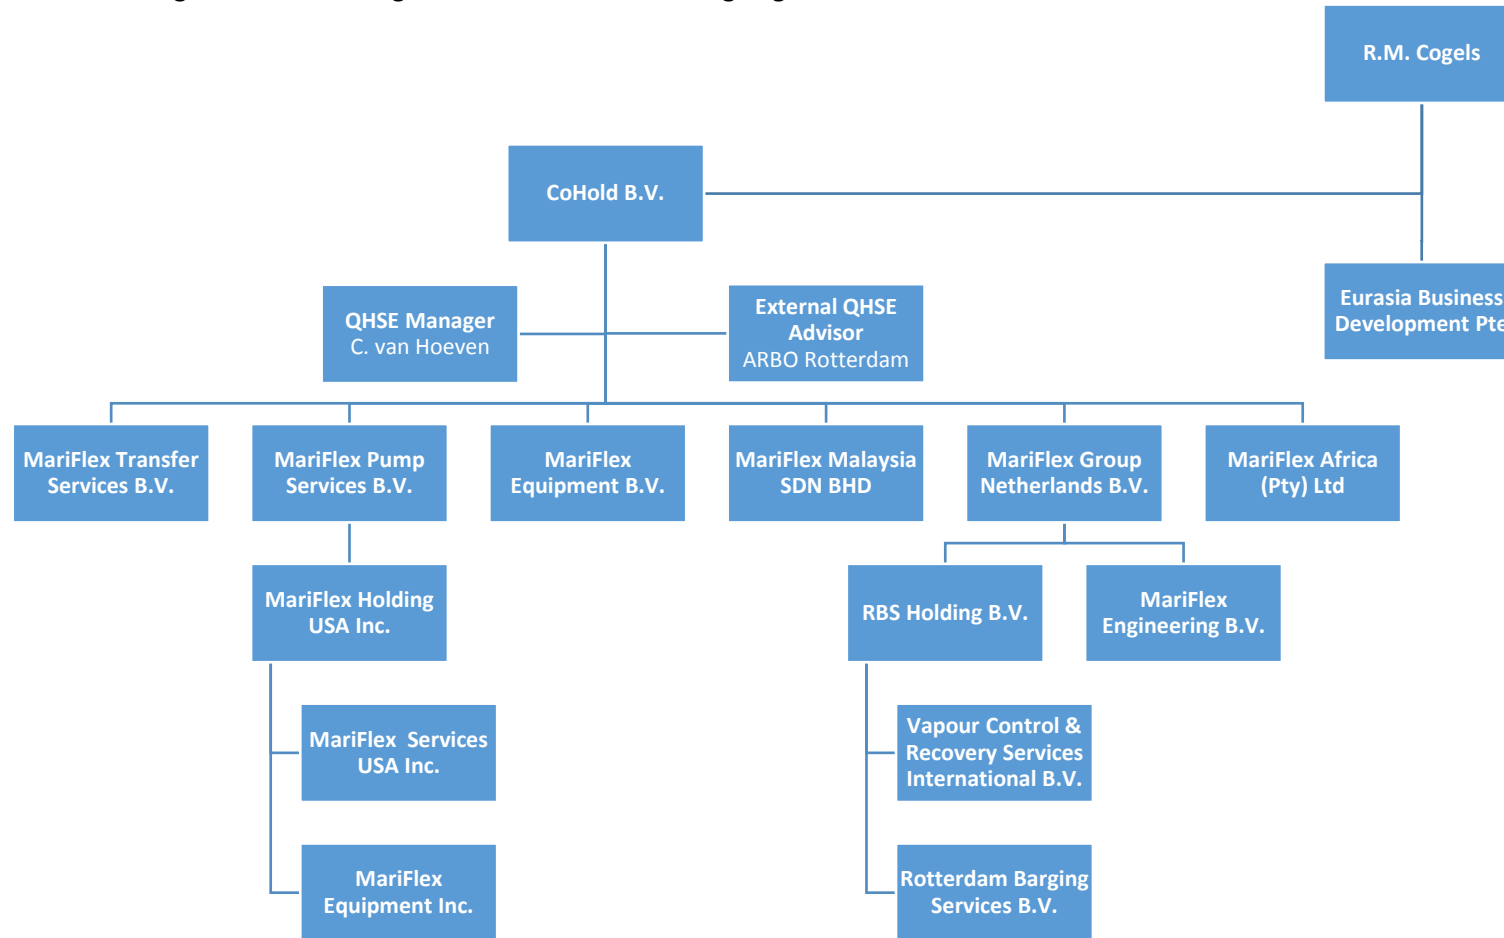 R.M. Cogels
CoHold B.V.
Eurasia Business
Development Pte
QHSE Manager
C. van Hoeven
External QHSE
Advisor
ARBO Rotterdam
MariFlex Transfer
Services B.V.
MariFlex Pump
Services B.V.
MariFlex
Equipment B.V.
MariFlex Malaysia
SDN BHD
MariFlex Group
Netherlands B.V.
MariFlex Africa
(Pty) Ltd
MariFlex Holding
USA Inc.
RBS Holding B.V.
MariFlex
Engineering B.V.
MariFlex  Services
USA Inc.
Vapour Control &
Recovery Services
International B.V.
MariFlex
Equipment Inc.
Rotterdam Barging
Services B.V.